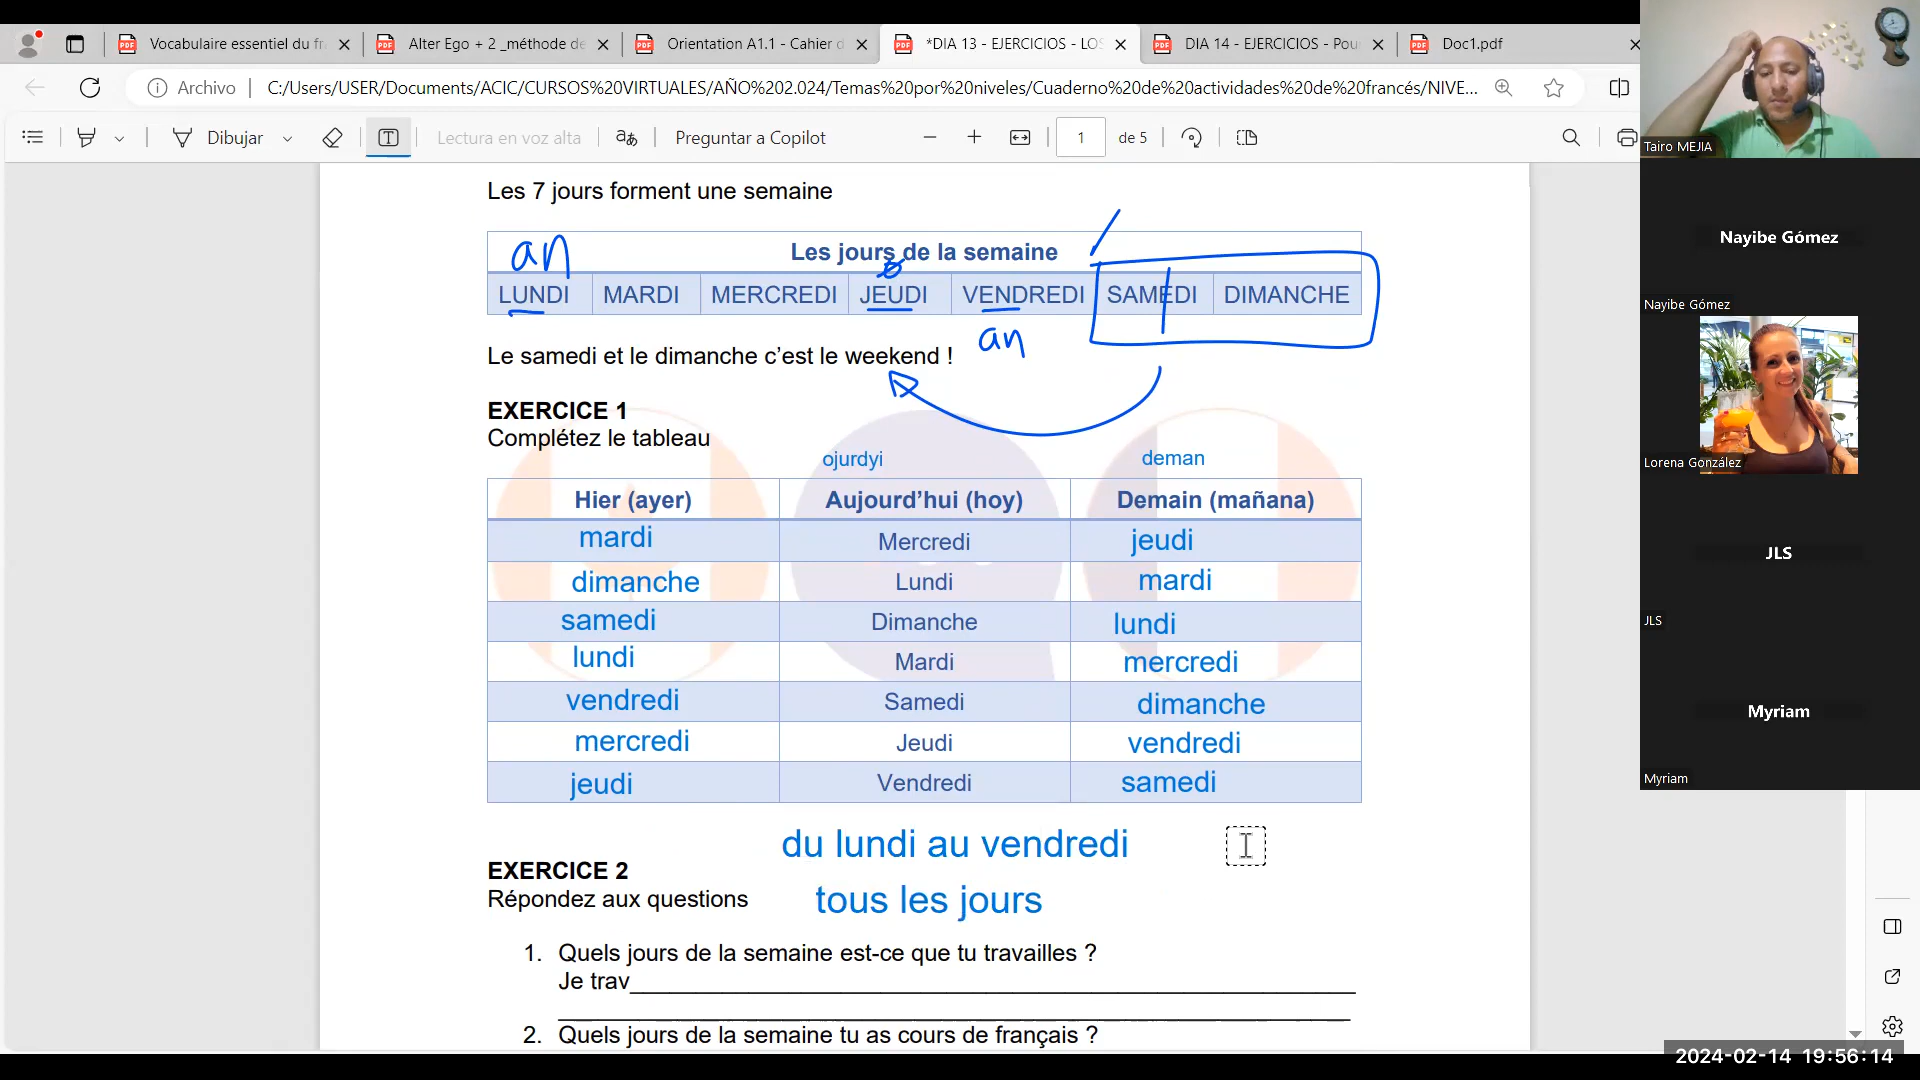 Vocabulaire essentiel du fr
Alter Ego + 2 _méthode de
Orientation A1.1 - Cahier d
*DIA 13 - EJERCICIOS - LOS
DIA 14 - EJERCICIOS - Pou
Doc1.pdf
Archivo
C:/Users/USER/Documents/ACIC/CURSOS%20VIRTUALES/AÑO%202.024/Temas%20por%20niveles/Cuaderno%20de%20actividades%20de%20francés/NIVE...
Dibujar
Lectura en voz alta
Preguntar a Copilot
1 de 5
Les 7 jours forment une semaine
an
Les jours de la semaine
LUNDI MARDI MERCREDI JEUDI VENDREDI SAMEDI DIMANCHE
an
Le samedi et le dimanche c’est le weekend !
EXERCICE 1
Complétez le tableau
ojurdyi deman
Hier (ayer) Aujourd’hui (hoy) Demain (mañana)
mardi Mercredi jeudi
dimanche Lundi mardi
samedi Dimanche lundi
lundi Mardi mercredi
vendredi Samedi dimanche
mercredi Jeudi vendredi
jeudi Vendredi samedi
du lundi au vendredi
EXERCICE 2
Répondez aux questions
tous les jours
1. Quels jours de la semaine est-ce que tu travailles ?
Je trav
2. Quels jours de la semaine tu as cours de français ?
Tairo MEJIA
Nayibe Gómez
Nayibe Gómez
Lorena González
JLS
JLS
Myriam
Myriam
2024-02-14 19:56:14